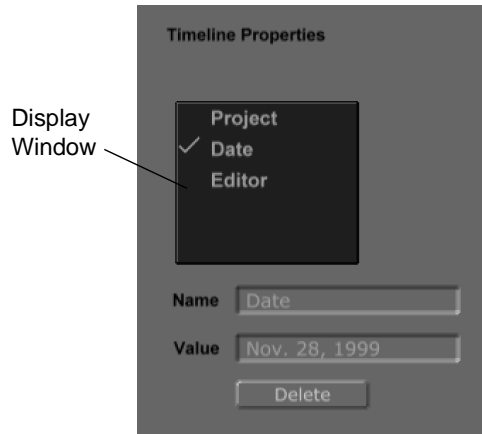 Timeline Properties
Display
Window
Project
Date
Editor
Name
Date
Value
Nov. 28, 1999
Delete